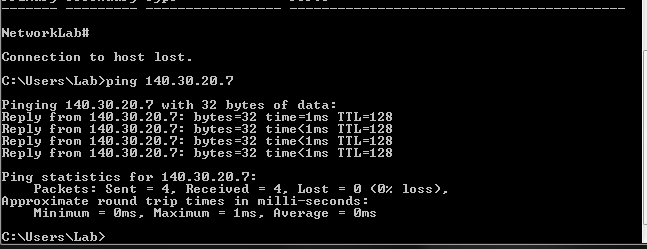 NetworkLab#
Connection to host lost.
C:\Users\Lab>ping 140.30.20.7
Pinging 140.30.20.7 with 32 bytes of data:
Reply from 140.30.20.7: bytes=32 time=1ms TTL=128
Reply from 140.30.20.7: bytes=32 time<1ms TTL=128
Reply from 140.30.20.7: bytes=32 time<1ms TTL=128
Reply from 140.30.20.7: bytes=32 time<1ms TTL=128
Ping statistics for 140.30.20.7:
Packets: Sent = 4, Received = 4, Lost = 0 (0% loss),
Approximate round trip times in milli-seconds:
Minimum = 0ms, Maximum = 1ms, Average = 0ms
C:\Users\Lab>